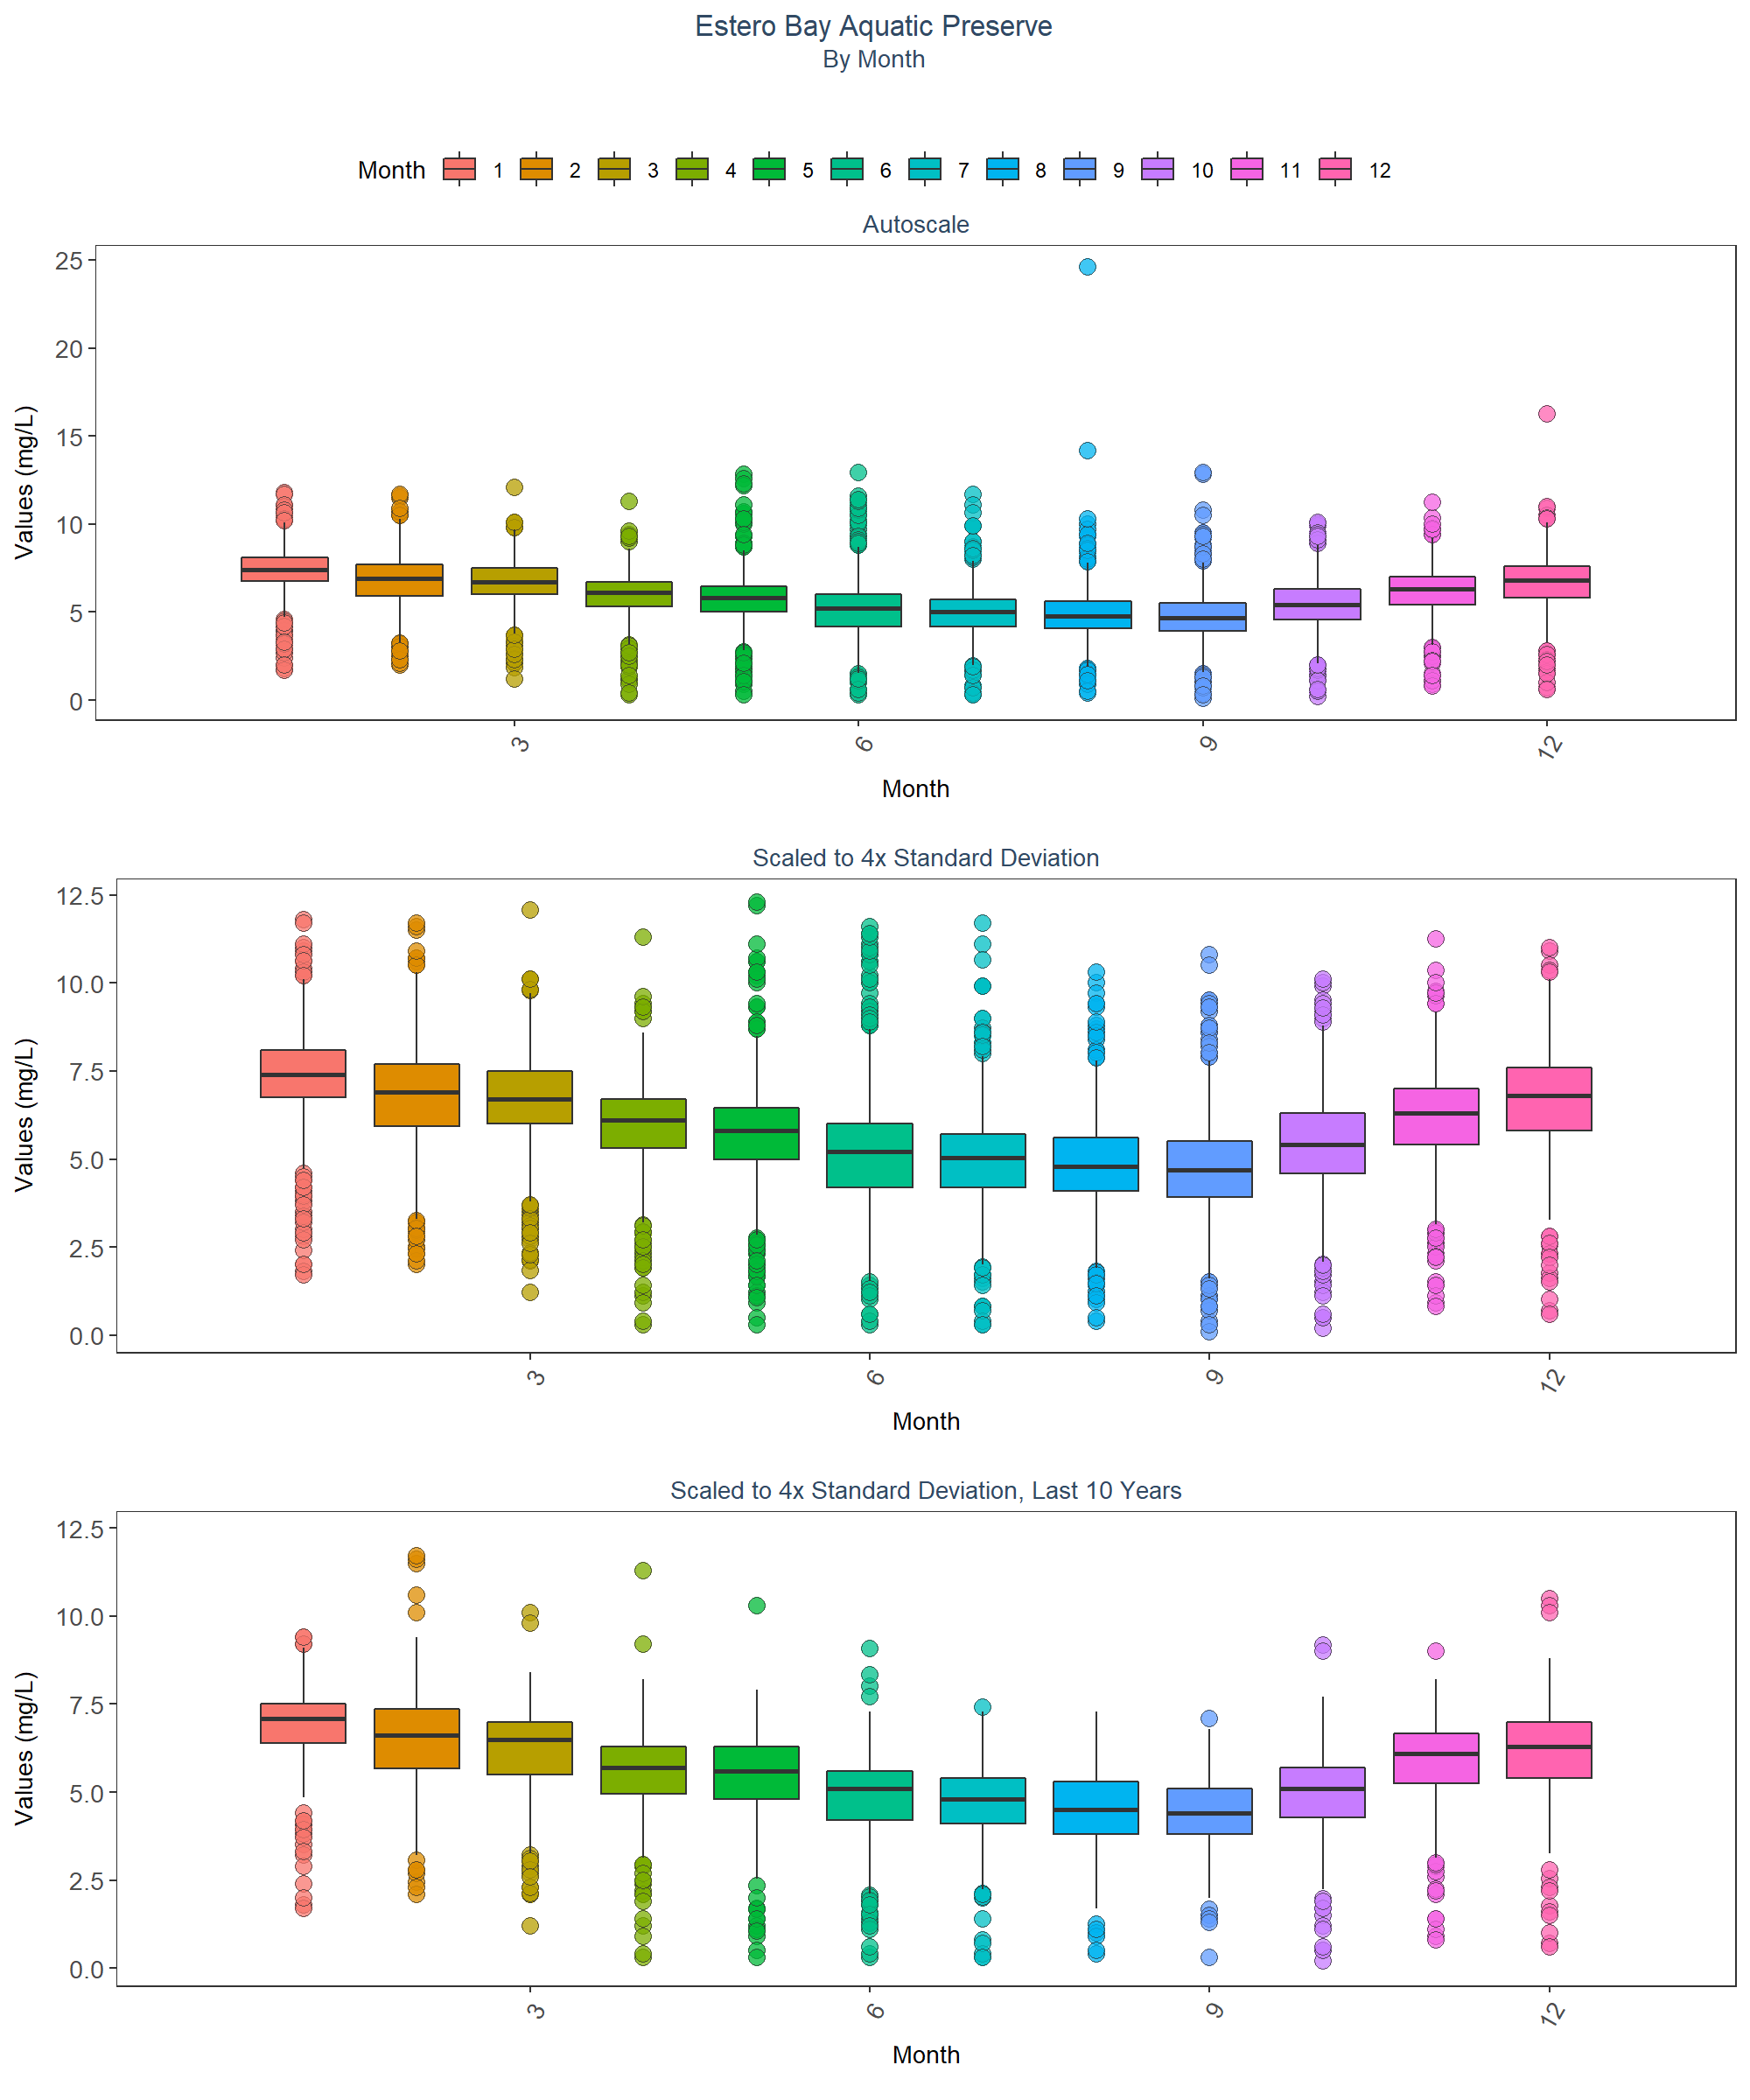 Estero Bay Aquatic Preserve
By Month
Month 1 2 3 4 5 6 7 8 9 10 11 12
Autoscale
Values (mg/L)
25
20
15
10
5
0
3 6 9 12
Month
Scaled to 4x Standard Deviation
Values (mg/L)
12.5
10.0
7.5
5.0
2.5
0.0
3 6 9 12
Month
Scaled to 4x Standard Deviation, Last 10 Years
Values (mg/L)
12.5
10.0
7.5
5.0
2.5
0.0
3 6 9 12
Month